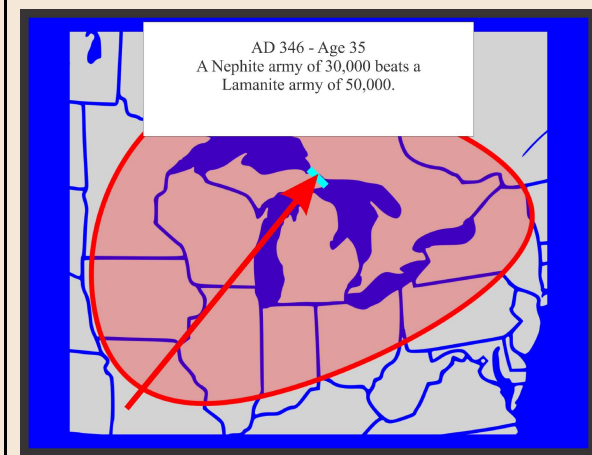 AD 346 - Age 35
A Nephite army of 30,000 beats a
Lamanite army of 50,000.